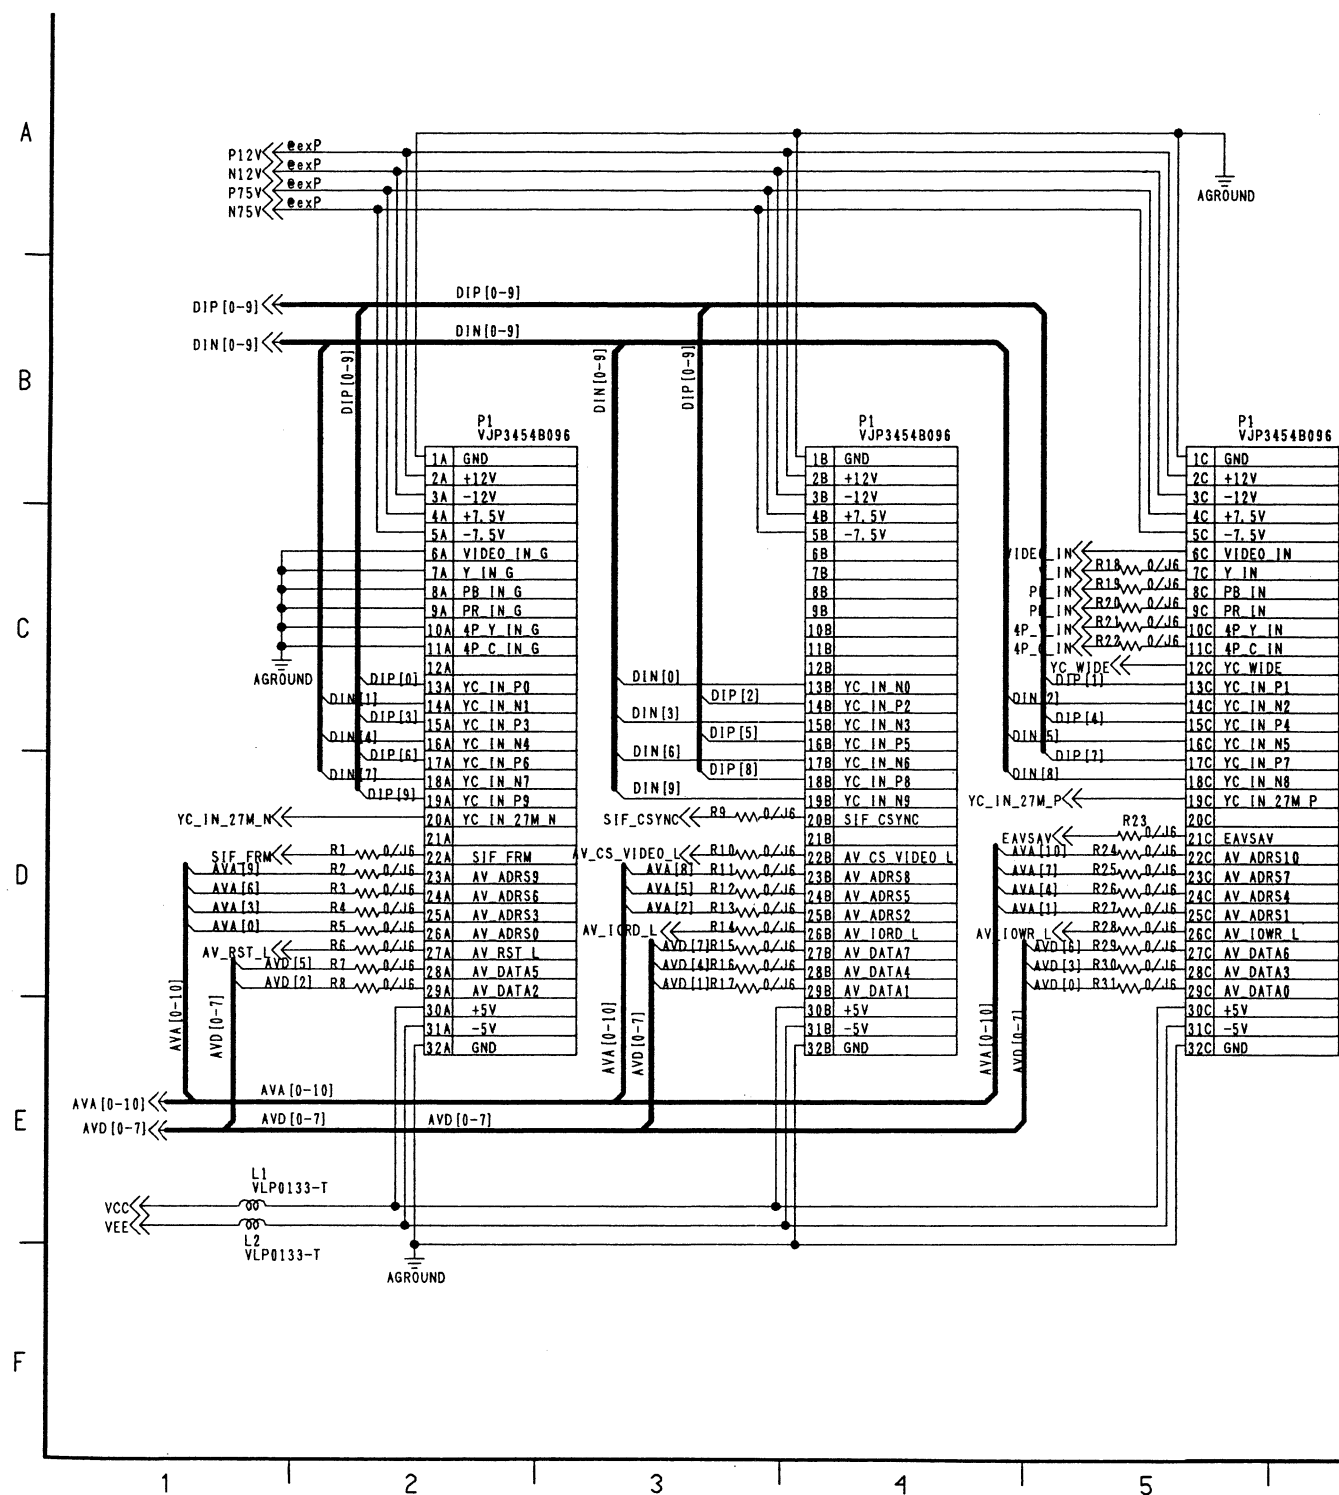 A
P12V @exP
N12V @exP
P75V @exP
N75V @exP
AGROUND
DIP[0-9] DIP[0-9]
DIN[0-9] DIN[0-9]
B
DIP[0-9]
DIN[0-9]
DIP[0-9]
P1
VJP3454B096
1A GND
2A +12V
3A -12V
4A +7.5V
5A -7.5V
6A VIDEO_IN_G
7A Y_IN_G
8A PB_IN_G
9A PR_IN_G
10A 4P_Y_IN_G
11A 4P_C_IN_G
12A
AGROUND
DIP[0] 13A YC_IN_P0
DIN[1] 14A YC_IN_N1
DIP[3] 15A YC_IN_P3
DIN[4] 16A YC_IN_N4
DIP[6] 17A YC_IN_P6
DIN[7] 18A YC_IN_N7
DIP[9] 19A YC_IN_P9
YC_IN_27M_N 20A YC_IN_27M_N
21A
SIF_FRM R1 0/J6 22A SIF_FRM
AVA[9] R2 0/J6 23A AV_ADRS9
AVA[6] R3 0/J6 24A AV_ADRS6
AVA[3] R4 0/J6 25A AV_ADRS3
AVA[0] R5 0/J6 26A AV_ADRS0
AV_RST_L R6 0/J6 27A AV_RST_L
AVD[5] R7 0/J6 28A AV_DATA5
AVD[2] R8 0/J6 29A AV_DATA2
30A +5V
31A -5V
32A GND
AVA[0-10]
AVD[0-7]
P1
VJP3454B096
1B GND
2B +12V
3B -12V
4B +7.5V
5B -7.5V
6B
7B
8B
9B
10B
11B
12B
DIN[0] 13B YC_IN_N0
DIP[2] 14B YC_IN_P2
DIN[3] 15B YC_IN_N3
DIP[5] 16B YC_IN_P5
DIN[6] 17B YC_IN_N6
DIP[8] 18B YC_IN_P8
DIN[9] 19B YC_IN_N9
SIF_CSYNC R9 0/J6 20B SIF_CSYNC
21B
AV_CS_VIDEO_L R10 0/J6 22B AV_CS_VIDEO_L
AVA[8] R11 0/J6 23B AV_ADRS8
AVA[5] R12 0/J6 24B AV_ADRS5
AVA[2] R13 0/J6 25B AV_ADRS2
AV_IORD_L R14 0/J6 26B AV_IORD_L
AVD[7] R15 0/J6 27B AV_DATA7
AVD[4] R16 0/J6 28B AV_DATA4
AVD[1] R17 0/J6 29B AV_DATA1
30B +5V
31B -5V
32B GND
AVA[0-10]
AVD[0-7]
P1
VJP3454B096
1C GND
2C +12V
3C -12V
4C +7.5V
5C -7.5V
6C VIDEO_IN
R18 0/J6 7C Y_IN
R19 0/J6 8C PB_IN
R20 0/J6 9C PR_IN
R21 0/J6 10C 4P_Y_IN
R22 0/J6 11C 4P_C_IN
YC_WIDE 12C YC_WIDE
DIP[1] 13C YC_IN_P1
DIN[2] 14C YC_IN_N2
DIP[4] 15C YC_IN_P4
DIN[5] 16C YC_IN_N5
DIP[7] 17C YC_IN_P7
DIN[8] 18C YC_IN_N8
YC_IN_27M_P 19C YC_IN_27M_P
20C
EAVSAV R23 0/J6 21C EAVSAV
AVA[10] R24 0/J6 22C AV_ADRS10
AVA[7] R25 0/J6 23C AV_ADRS7
AVA[4] R26 0/J6 24C AV_ADRS4
AVA[1] R27 0/J6 25C AV_ADRS1
AV_IOWR_L R28 0/J6 26C AV_IOWR_L
AVD[6] R29 0/J6 27C AV_DATA6
AVD[3] R30 0/J6 28C AV_DATA3
AVD[0] R31 0/J6 29C AV_DATA0
30C +5V
31C -5V
32C GND
AVA[0-10]
AVD[0-7]
C
D
E
AVA[0-10] AVA[0-10]
AVD[0-7] AVD[0-7] AVD[0-7]
L1
VLP0133-T
VCC
VEE
L2
VLP0133-T
AGROUND
F
1 2 3 4 5